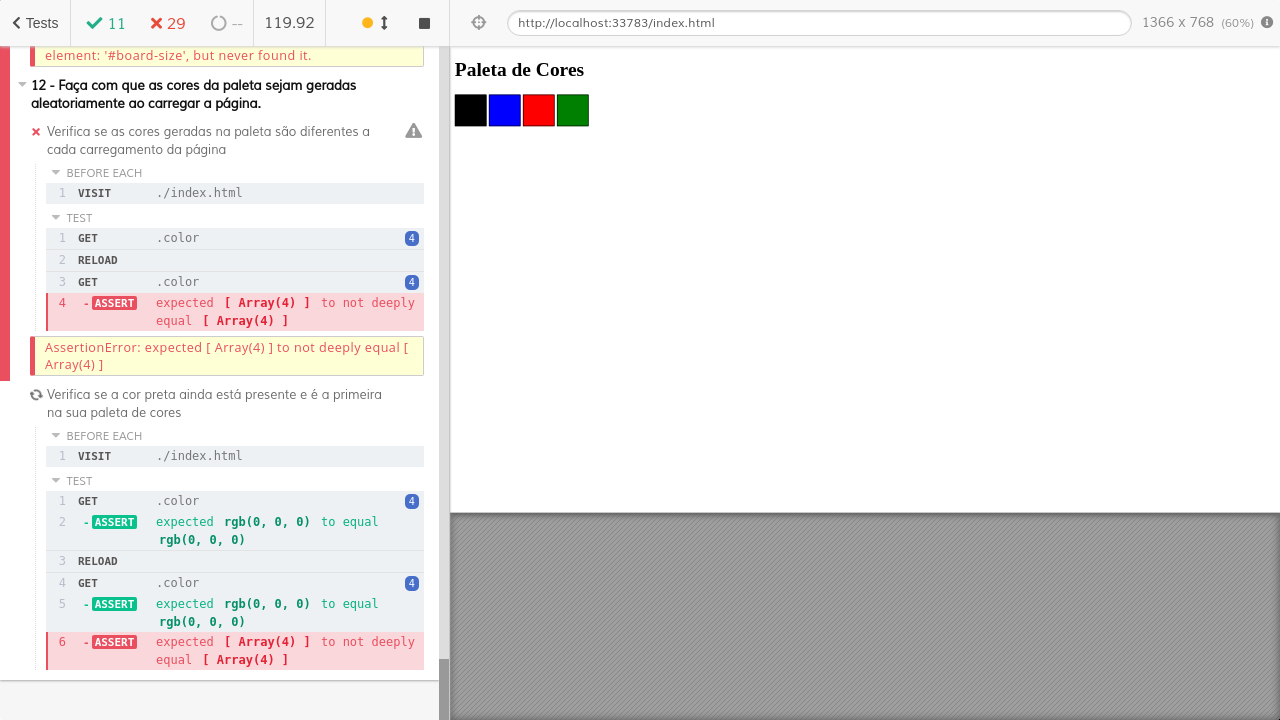 Tests 11 29 -- 119.92
http://localhost:33783/index.html 1366 x 768 (60%)
element: '#board-size', but never found it.
12 - Faça com que as cores da paleta sejam geradas
aleatoriamente ao carregar a página.
Verifica se as cores geradas na paleta são diferentes a
cada carregamento da página
BEFORE EACH
1 VISIT ./index.html
TEST
1 GET .color 4
2 RELOAD
3 GET .color 4
4 - ASSERT expected [ Array(4) ] to not deeply
equal [ Array(4) ]
AssertionError: expected [ Array(4) ] to not deeply equal [
Array(4) ]
Verifica se a cor preta ainda está presente e é a primeira
na sua paleta de cores
BEFORE EACH
1 VISIT ./index.html
TEST
1 GET .color 4
2 - ASSERT expected rgb(0, 0, 0) to equal
rgb(0, 0, 0)
3 RELOAD
4 GET .color 4
5 - ASSERT expected rgb(0, 0, 0) to equal
rgb(0, 0, 0)
6 - ASSERT expected [ Array(4) ] to not deeply
equal [ Array(4) ]
Paleta de Cores